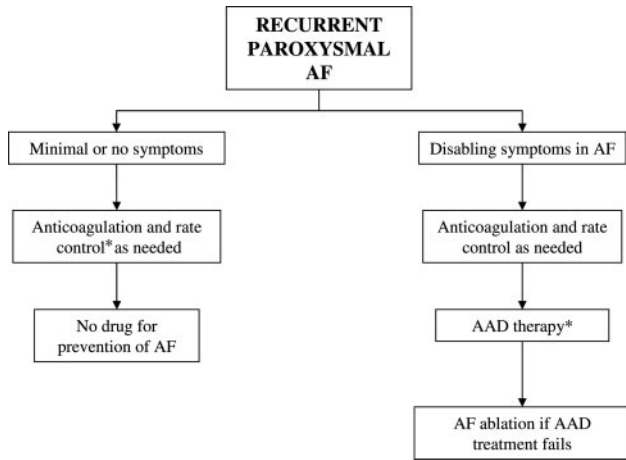 RECURRENT
PAROXYSMAL
AF
Minimal or no symptoms
Disabling symptoms in AF
Anticoagulation and rate
control* as needed
Anticoagulation and rate
control as needed
No drug for
prevention of AF
AAD therapy*
AF ablation if AAD
treatment fails